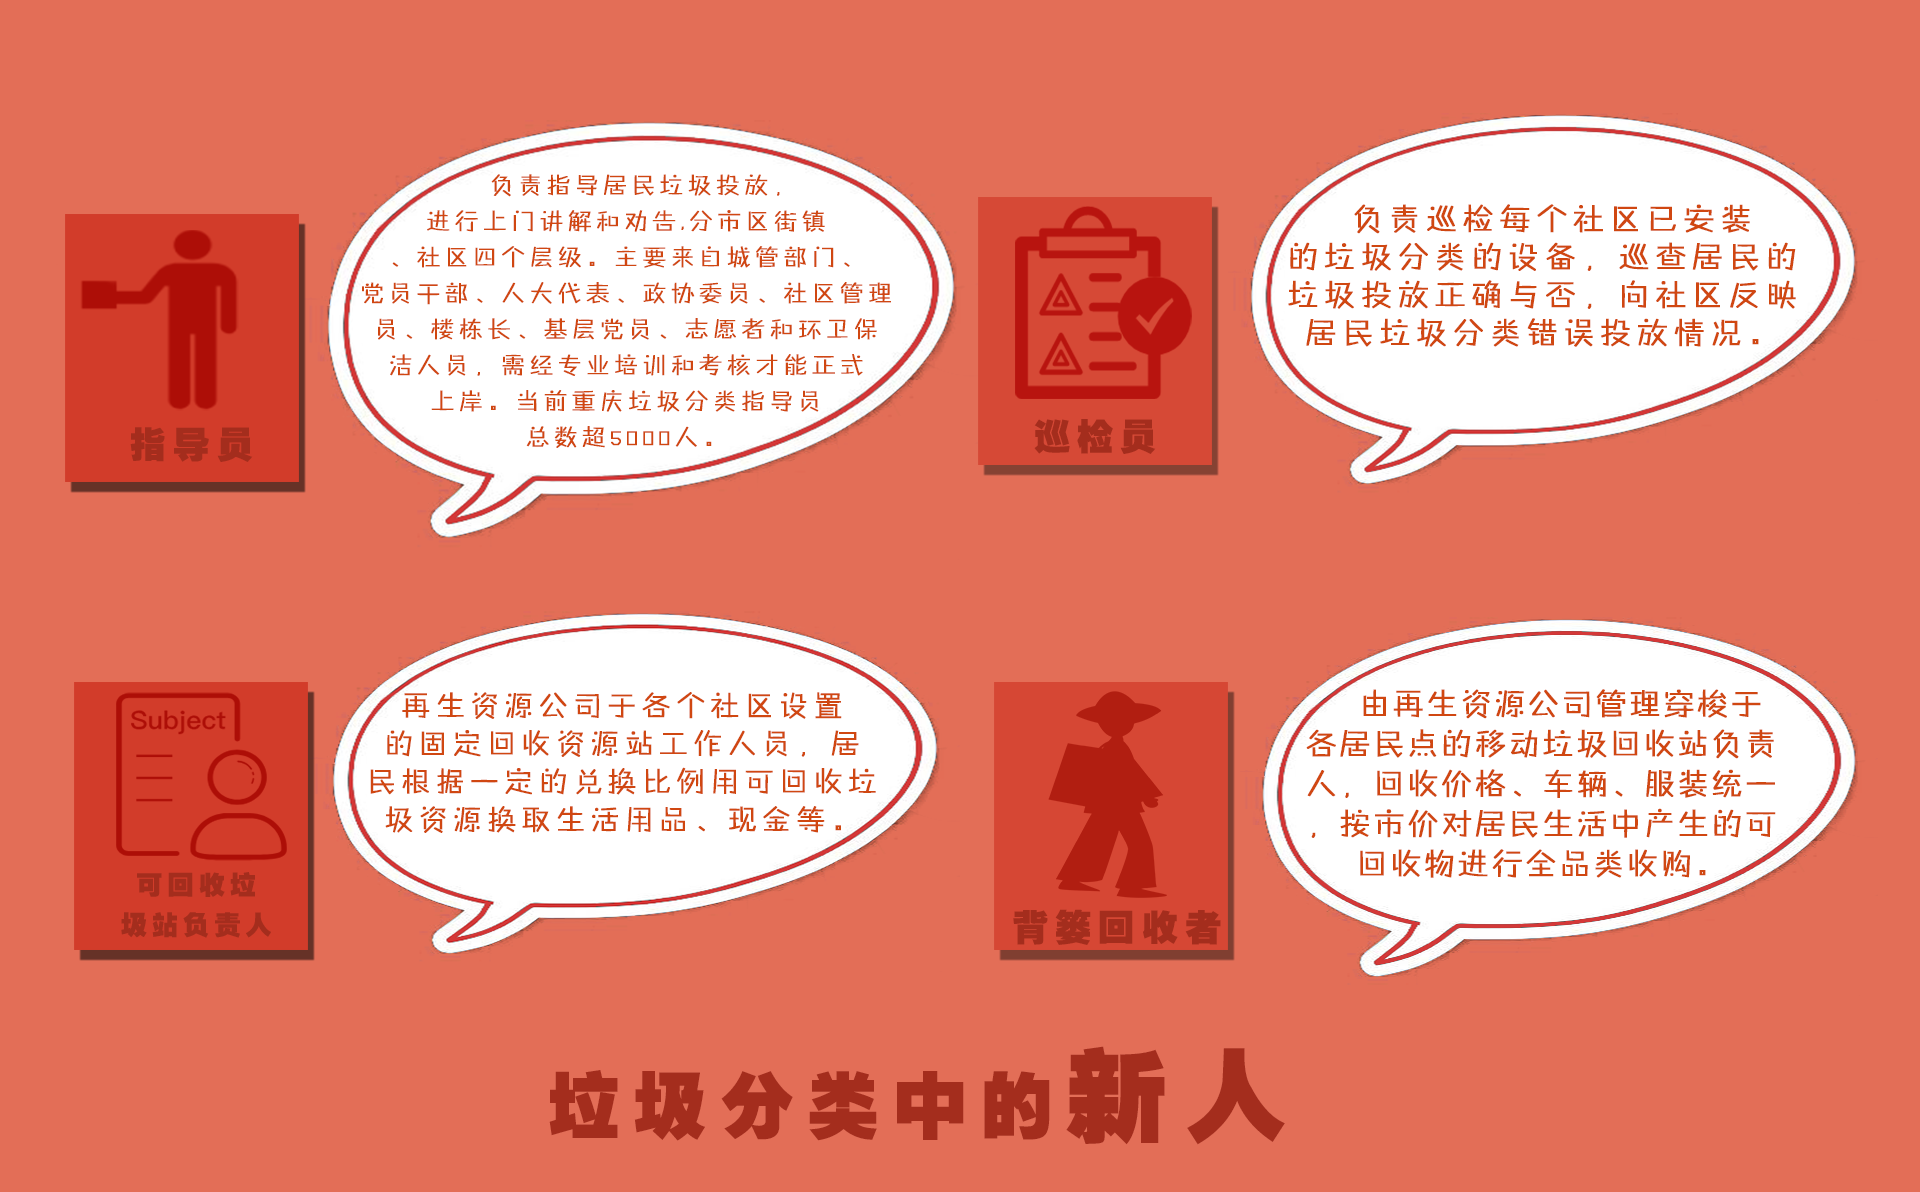 负责指导居民垃圾投放，
进行上门讲解和劝告.分市区街镇
、社区四个层级。主要来自城管部门、
党员干部、人大代表、政协委员、社区管理
员、楼栋长、基层党员、志愿者和环卫保
洁人员，需经专业培训和考核才能正式
上岸。当前重庆垃圾分类指导员
总数超5000人。
指导员
负责巡检每个社区已安装
的垃圾分类的设备，巡查居民的
垃圾投放正确与否，向社区反映
居民垃圾分类错误投放情况。
巡检员
再生资源公司于各个社区设置
的固定回收资源站工作人员，居
民根据一定的兑换比例用可回收垃
圾资源换取生活用品、现金等。
Subject
可回收垃
圾站负责人
由再生资源公司管理穿梭于
各居民点的移动垃圾回收站负责
人，回收价格、车辆、服装统一
，按市价对居民生活中产生的可
回收物进行全品类收购。
背篓回收者
垃圾分类中的新人